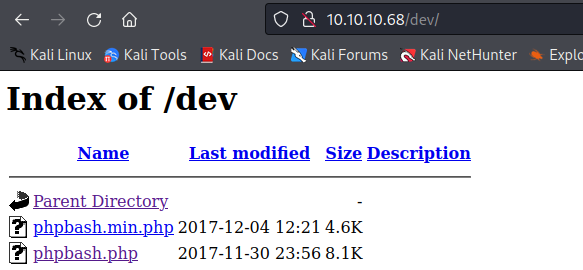 10.10.10.68/dev/
Kali Linux Kali Tools Kali Docs Kali Forums Kali NetHunter
Index of /dev
Name Last modified Size Description
Parent Directory -
phpbash.min.php 2017-12-04 12:21 4.6K
phpbash.php 2017-11-30 23:56 8.1K